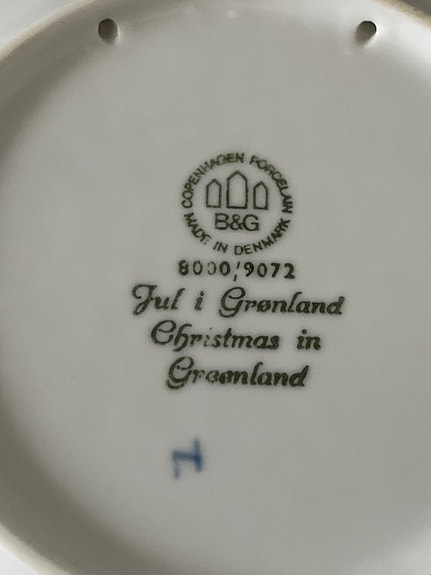 COPENHAGEN PORCELAIN
B&G
MADE IN DENMARK
8000/9072
Jul i Grønland
Christmas in
Greenland
I